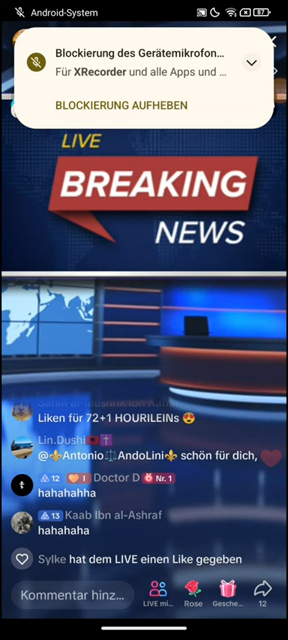 Android-System
87
Blockierung des Gerätemikrofon…
Für XRecorder und alle Apps und …
BLOCKIERUNG AUFHEBEN
LIVE
BREAKING
NEWS
Liken für 72+1 HOURILEINs 😍
Lin.Dushi🇦🇱✝️
@⚜️Antonio⚖️AndoLini⚜️ schön für dich,
12 I Doctor D Nr. 1
hahahahha
13 Kaab Ibn al-Ashraf
hahahaha
Sylke hat dem LIVE einen Like gegeben
Kommentar hinz...
LIVE mi... Rose Gesche... 12